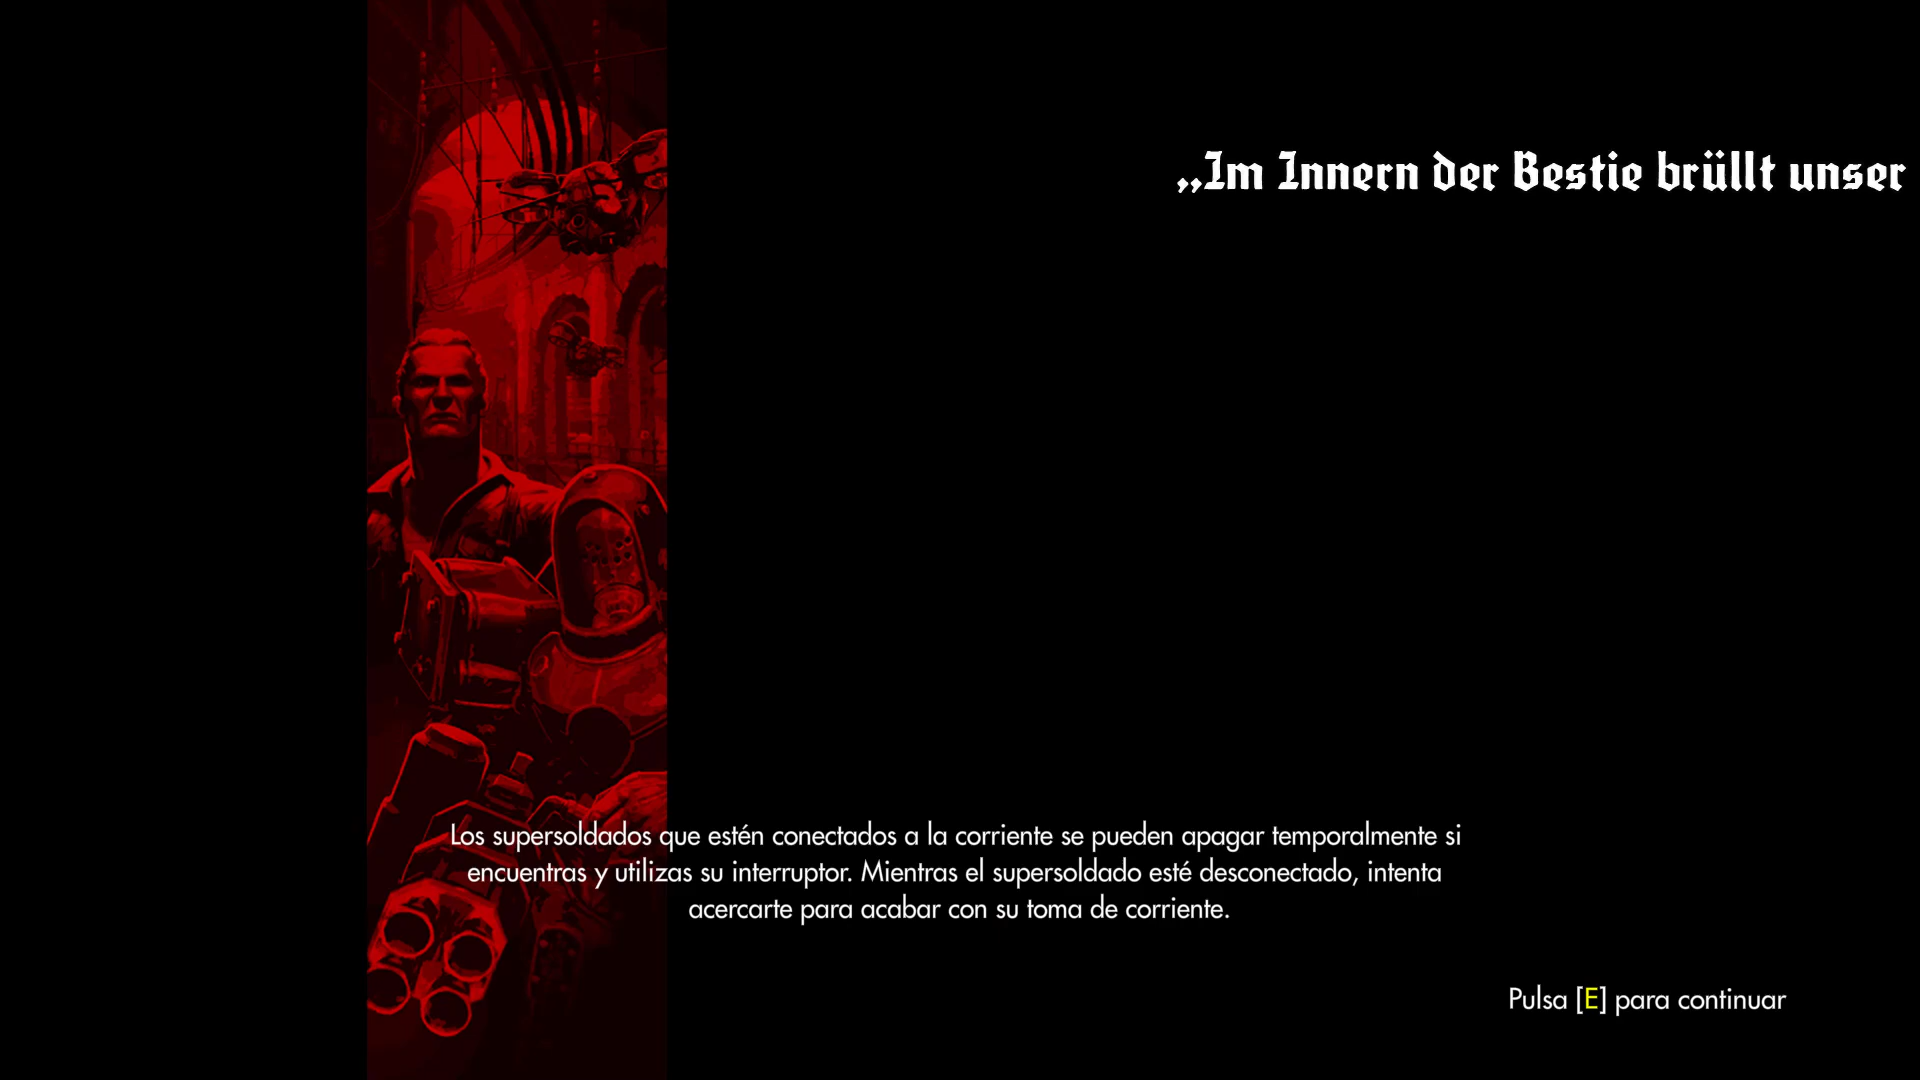 „Im Innern der Bestie brüllt unser
Los supersoldados que estén conectados a la corriente se pueden apagar temporalmente si
encuentras y utilizas su interruptor. Mientras el supersoldado esté desconectado, intenta
acercarte para acabar con su toma de corriente.
Pulsa [E] para continuar